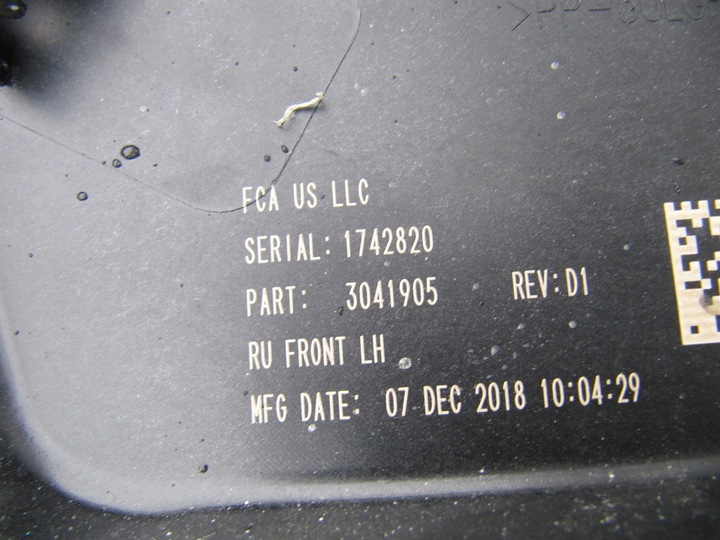 FCA US LLC
SERIAL: 1742820
PART: 3041905 REV:D1
RU FRONT LH
MFG DATE: 07 DEC 2018 10:04:29